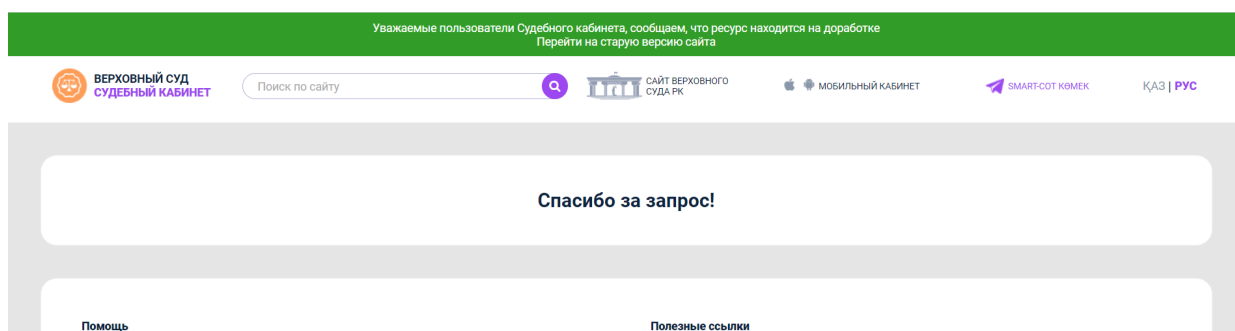 Уважаемые пользователи Судебного кабинета, сообщаем, что ресурс находится на доработке
Перейти на старую версию сайта
ВЕРХОВНЫЙ СУД
СУДЕБНЫЙ КАБИНЕТ
Поиск по сайту
САЙТ ВЕРХОВНОГО
СУДА РК
МОБИЛЬНЫЙ КАБИНЕТ
SMART-СОТ КӨМЕК
ҚАЗ | РУС
Спасибо за запрос!
Помощь
Полезные ссылки